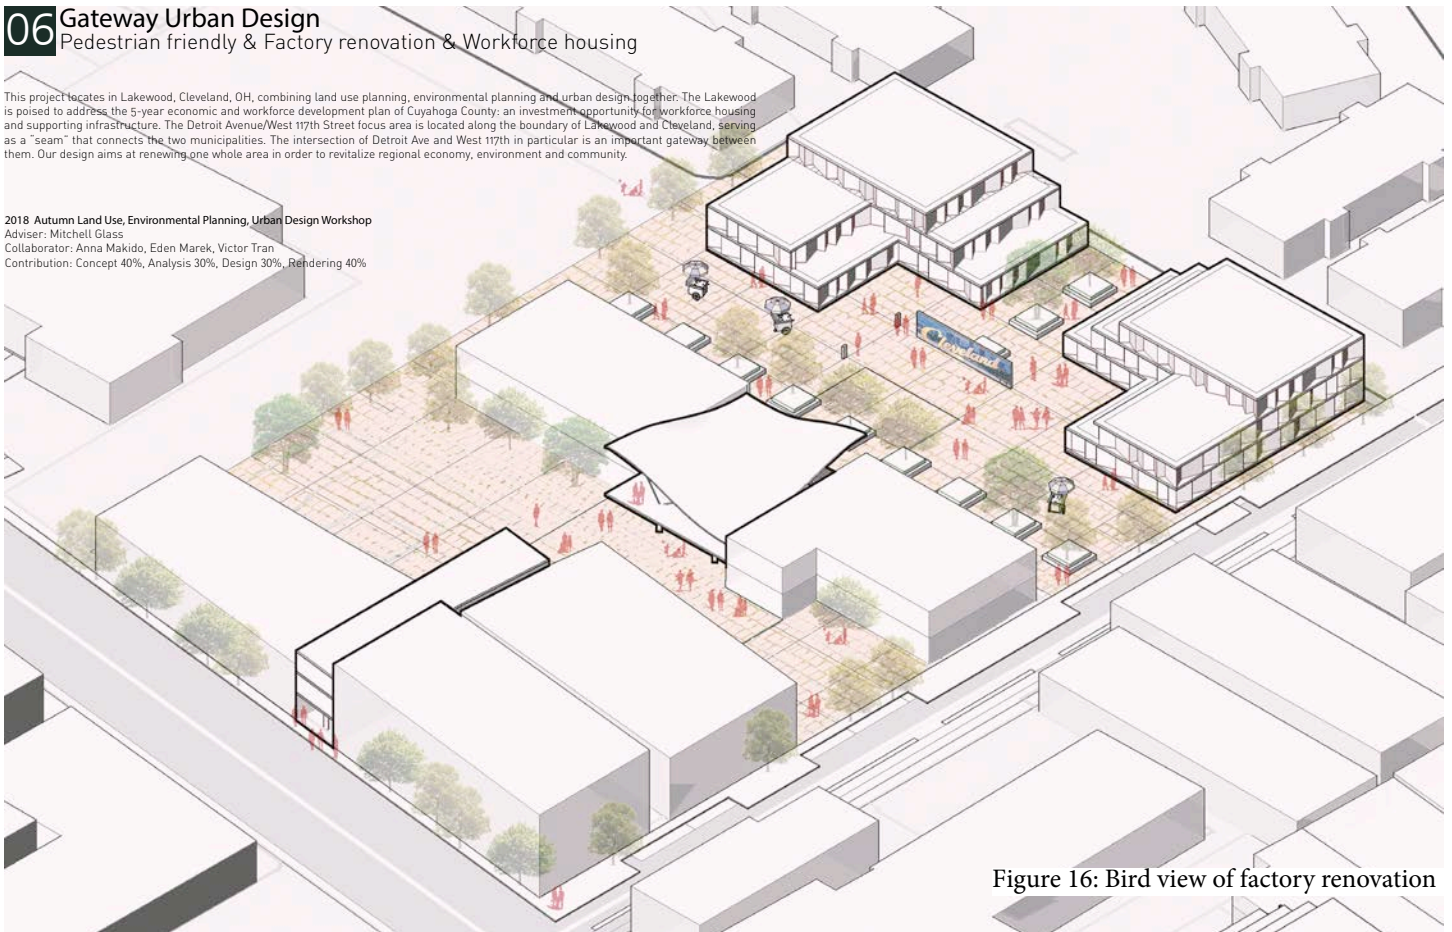 06
Gateway Urban Design
Pedestrian friendly & Factory renovation & Workforce housing
This project locates in Lakewood, Cleveland, OH, combining land use planning, environmental planning and urban design together. The Lakewood
is poised to address the 5-year economic and workforce development plan of Cuyahoga County: an investment opportunity for workforce housing
and supporting infrastructure. The Detroit Avenue/West 117th Street focus area is located along the boundary of Lakewood and Cleveland, serving
as a "seam" that connects the two municipalities. The intersection of Detroit Ave and West 117th in particular is an important gateway between
them. Our design aims at renewing one whole area in order to revitalize regional economy, environment and community.
2018 Autumn Land Use, Environmental Planning, Urban Design Workshop
Adviser: Mitchell Glass
Collaborator: Anna Makido, Eden Marek, Victor Tran
Contribution: Concept 40%, Analysis 30%, Design 30%, Rendering 40%
Cleveland
Figure 16: Bird view of factory renovation